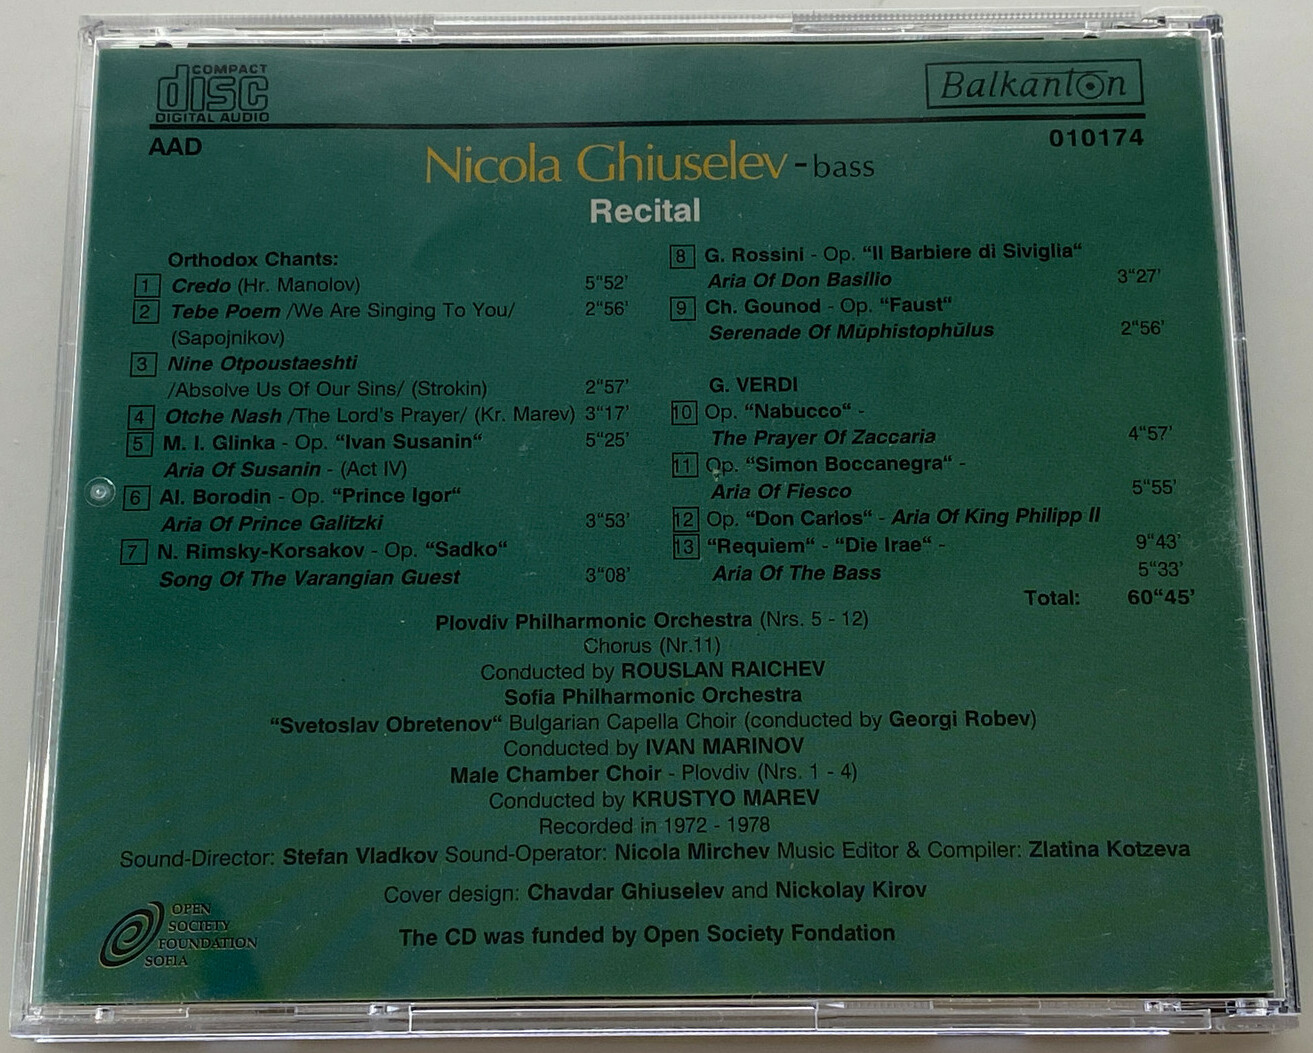 COMPACT
disc
DIGITAL AUDIO
Balkanton
AAD
010174
Nicola Ghiuselev - bass
Recital
Orthodox Chants:
1 Credo (Hr. Manolov) 5"52'
2 Tebe Poem /We Are Singing To You/ 2"56'
(Sapojnikov)
3 Nine Otpoustaeshti
/Absolve Us Of Our Sins/ (Strokin) 2"57'
4 Otche Nash /The Lord's Prayer/ (Kr. Marev) 3"17'
5 M. I. Glinka - Op. "Ivan Susanin" 5"25'
Aria Of Susanin - (Act IV)
6 Al. Borodin - Op. "Prince Igor"
Aria Of Prince Galitzki 3"53'
7 N. Rimsky-Korsakov - Op. "Sadko"
Song Of The Varangian Guest 3"08'
8 G. Rossini - Op. "Il Barbiere di Siviglia"
Aria Of Don Basilio 3"27'
9 Ch. Gounod - Op. "Faust"
Serenade Of Mŭphistophŭlus 2"56'
G. VERDI
10 Op. "Nabucco" -
The Prayer Of Zaccaria 4"57'
11 Op. "Simon Boccanegra" -
Aria Of Fiesco 5"55'
12 Op. "Don Carlos" - Aria Of King Philipp II
13 "Requiem" - "Die Irae" - 9"43'
Aria Of The Bass 5"33'
Total: 60"45'
Plovdiv Philharmonic Orchestra (Nrs. 5 - 12)
Chorus (Nr.11)
Conducted by ROUSLAN RAICHEV
Sofia Philharmonic Orchestra
"Svetoslav Obretenov" Bulgarian Capella Choir (conducted by Georgi Robev)
Conducted by IVAN MARINOV
Male Chamber Choir - Plovdiv (Nrs. 1 - 4)
Conducted by KRUSTYO MAREV
Recorded in 1972 - 1978
Sound-Director: Stefan Vladkov Sound-Operator: Nicola Mirchev Music Editor & Compiler: Zlatina Kotzeva
Cover design: Chavdar Ghiuselev and Nickolay Kirov
The CD was funded by Open Society Fondation
OPEN
SOCIETY
FOUNDATION
SOFIA